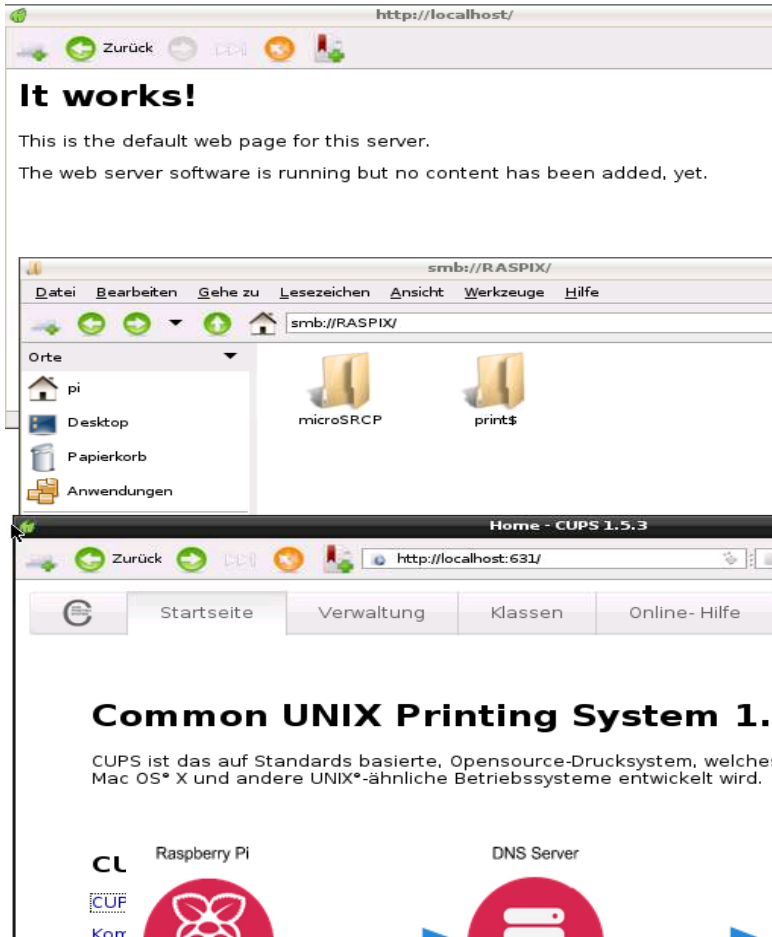 http://localhost/
Zurück
It works!
This is the default web page for this server.
The web server software is running but no content has been added, yet.
smb://RASPIX/
Datei Bearbeiten Gehe zu Lesezeichen Ansicht Werkzeuge Hilfe
smb://RASPIX/
Orte
pi
Desktop
Papierkorb
Anwendungen
microSRCP print$
Home - CUPS 1.5.3
Zurück http://localhost:631/
Startseite Verwaltung Klassen Online- Hilfe
Common UNIX Printing System 1.
CUPS ist das auf Standards basierte, Opensource-Drucksystem, welches
Mac OS® X und andere UNIX®-ähnliche Betriebssysteme entwickelt wird.
Raspberry Pi DNS Server
CUP